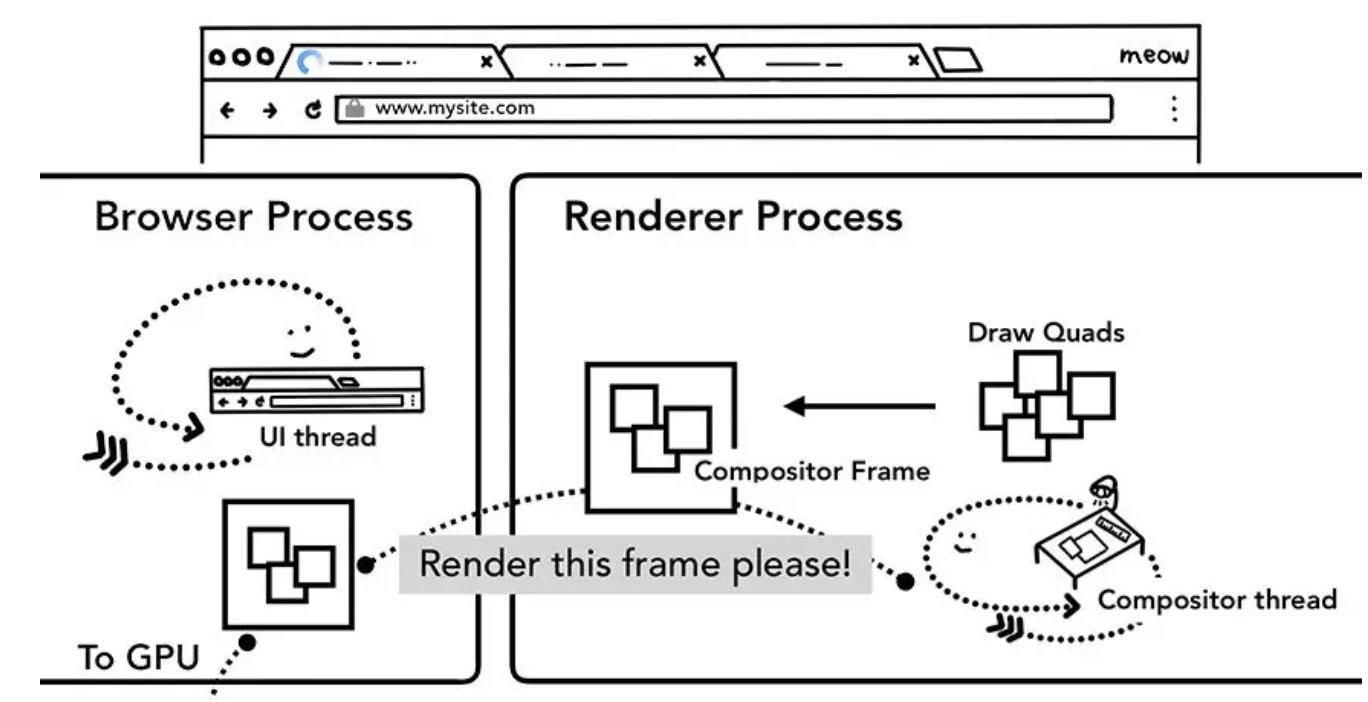 meow
www.mysite.com
Browser Process
Renderer Process
Draw Quads
UI thread
Compositor Frame
Render this frame please!
Compositor thread
To GPU